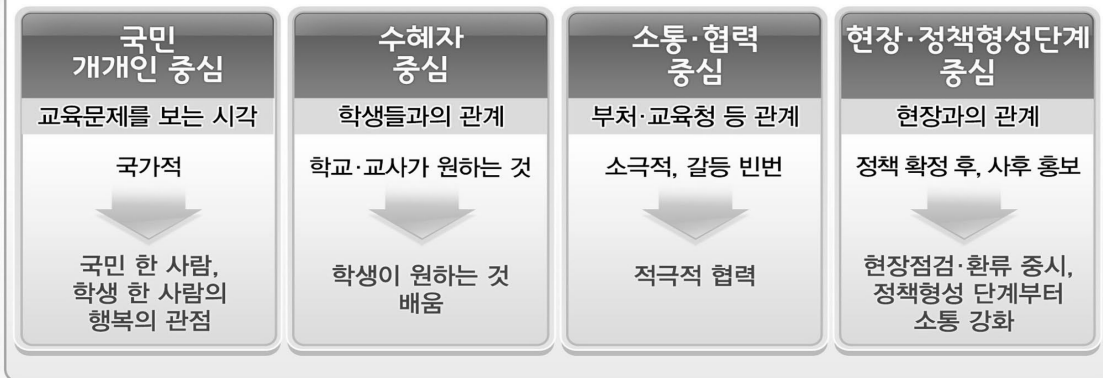 국민
개개인 중심
교육문제를 보는 시각
국가적
국민 한 사람,
학생 한 사람의
행복의 관점
수혜자
중심
학생들과의 관계
학교·교사가 원하는 것
학생이 원하는 것
배움
소통·협력
중심
부처·교육청 등 관계
소극적, 갈등 빈번
적극적 협력
현장·정책형성단계
중심
현장과의 관계
정책 확정 후, 사후 홍보
현장점검·환류 중시,
정책형성 단계부터
소통 강화